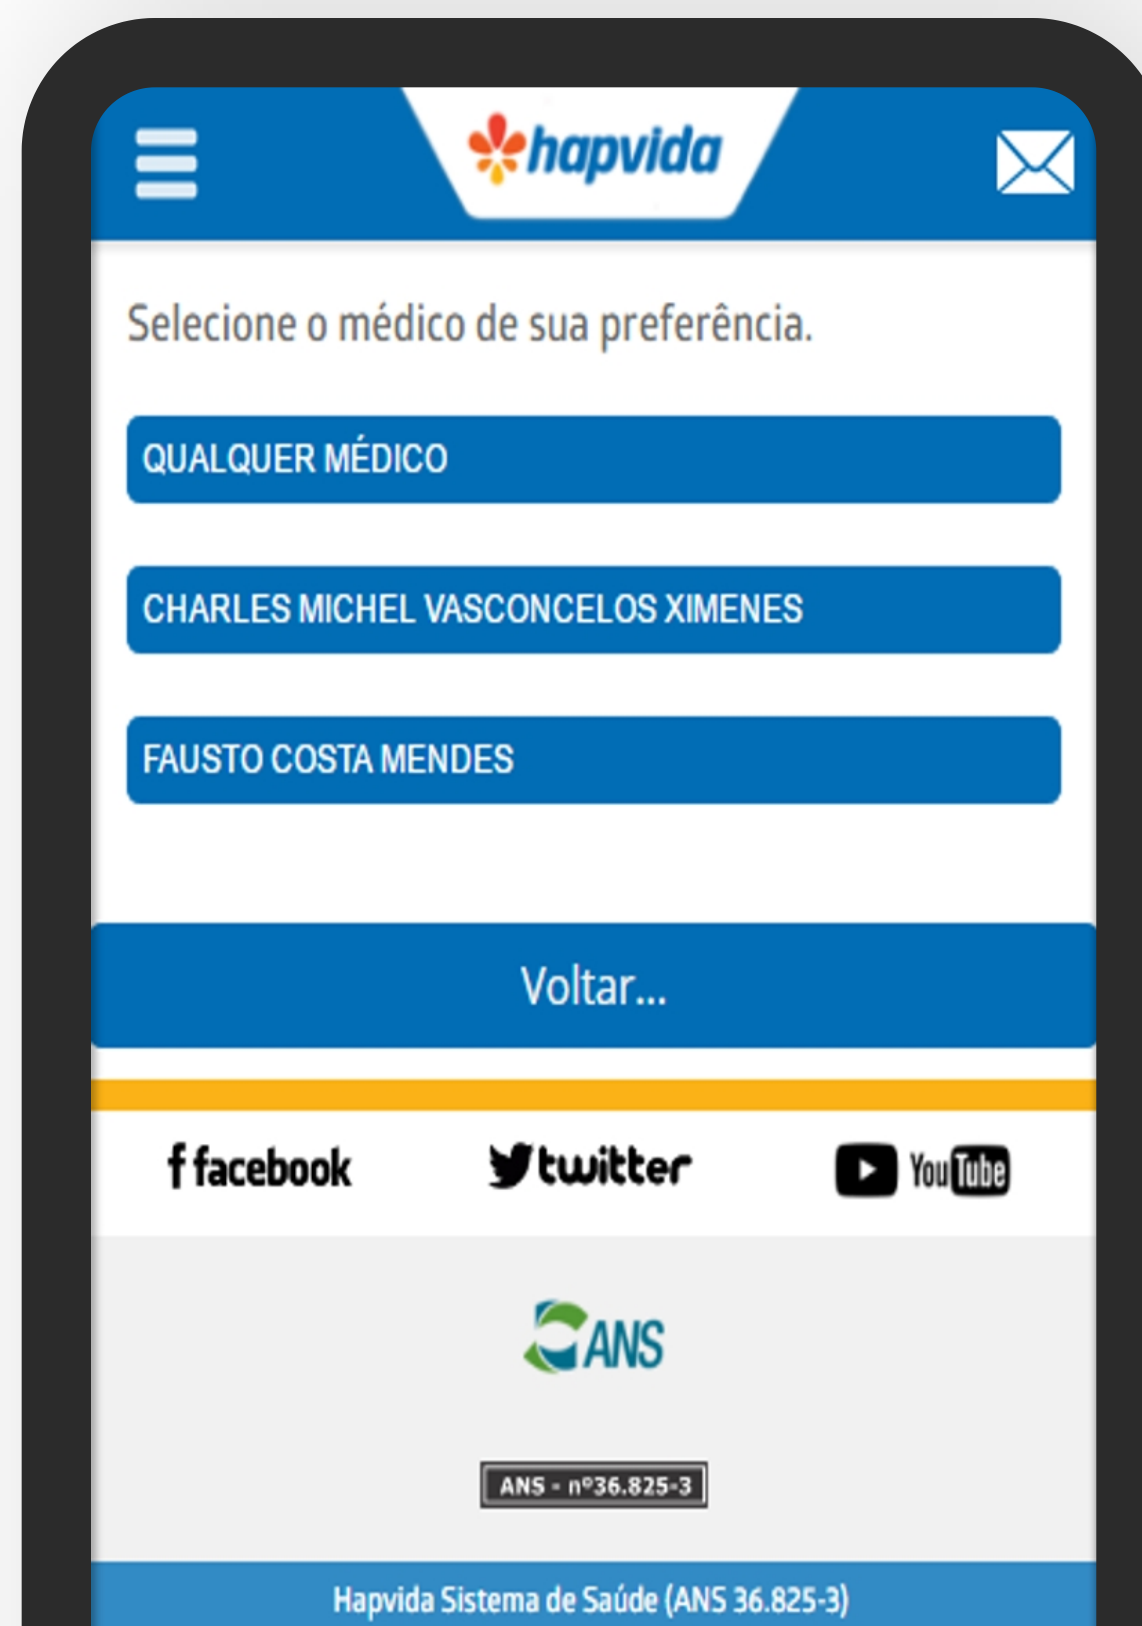 hapvida
Selecione o médico de sua preferência.
QUALQUER MÉDICO
CHARLES MICHEL VASCONCELOS XIMENES
FAUSTO COSTA MENDES
Voltar...
f facebook
twitter
YouTube
ANS
ANS - nº36.825-3
Hapvida Sistema de Saúde (ANS 36.825-3)